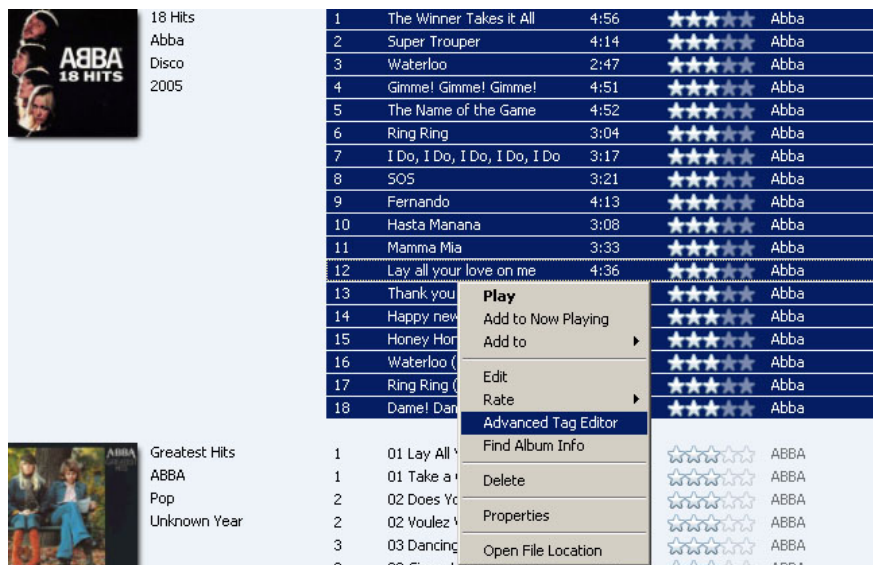 ABBA
18 HITS
18 Hits
Abba
Disco
2005
1 The Winner Takes it All 4:56 Abba
2 Super Trouper 4:14 Abba
3 Waterloo 2:47 Abba
4 Gimme! Gimme! Gimme! 4:51 Abba
5 The Name of the Game 4:52 Abba
6 Ring Ring 3:04 Abba
7 I Do, I Do, I Do, I Do, I Do 3:17 Abba
8 SOS 3:21 Abba
9 Fernando 4:13 Abba
10 Hasta Manana 3:08 Abba
11 Mamma Mia 3:33 Abba
12 Lay all your love on me 4:36 Abba
13 Thank you Abba
14 Happy new Abba
15 Honey Hon Abba
16 Waterloo ( Abba
17 Ring Ring ( Abba
18 Dame! Dam Abba
Play
Add to Now Playing
Add to
Edit
Rate
Advanced Tag Editor
Find Album Info
Delete
Properties
Open File Location
ABBA
Greatest Hits
ABBA
Pop
Unknown Year
1 01 Lay All ABBA
1 01 Take a ABBA
2 02 Does Yo ABBA
2 02 Voulez ABBA
3 03 Dancing ABBA